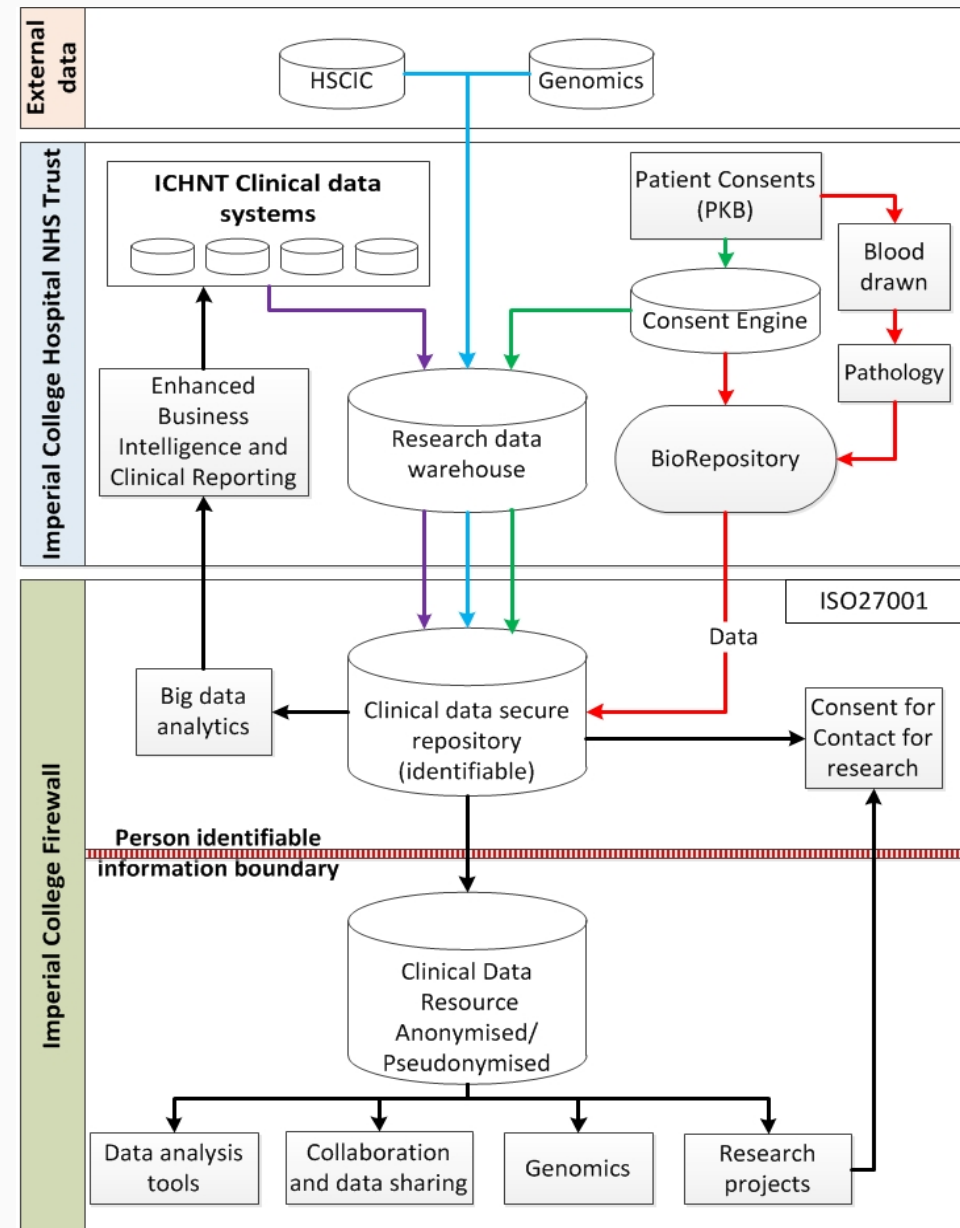 External
data
HSCIC
Genomics
Imperial College Hospital NHS Trust
ICHNT Clinical data
systems
Patient Consents
(PKB)
Blood
drawn
Consent Engine
Pathology
Enhanced
Business
Intelligence and
Clinical Reporting
Research data
warehouse
BioRepository
Imperial College Firewall
ISO27001
Data
Big data
analytics
Clinical data secure
repository
(identifiable)
Consent for
Contact for
research
Person identifiable
information boundary
Clinical Data
Resource
Anonymised/
Pseudonymised
Data analysis
tools
Collaboration
and data sharing
Genomics
Research
projects